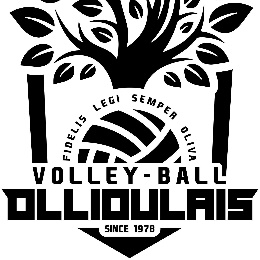 FIDELIS LEGI SEMPER OLIVA
VOLLEY-BALL
OLLIOULAIS
SINCE 1978